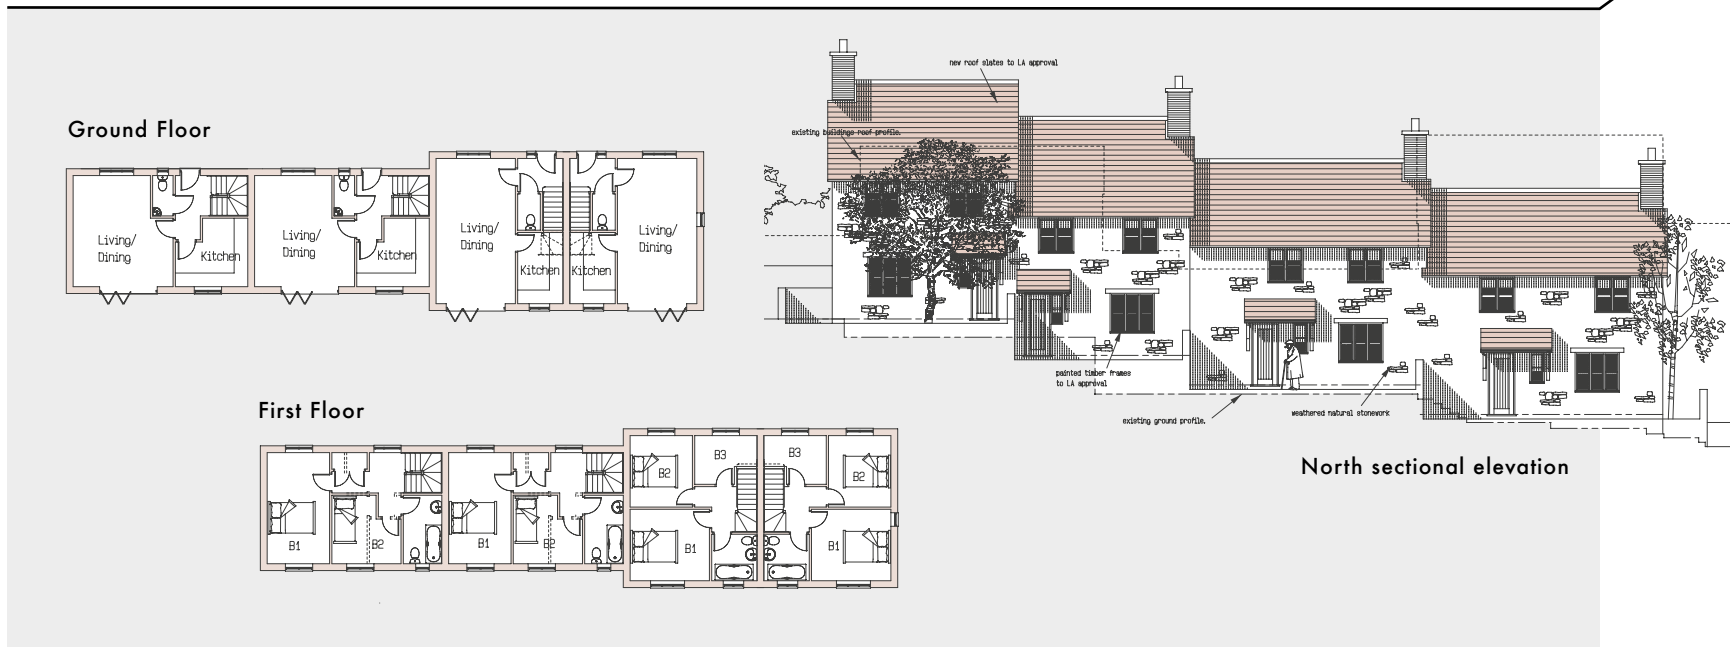 Ground Floor
Living/
Dining
Kitchen
Living/
Dining
Kitchen
Living/
Dining
Kitchen
Kitchen
Living/
Dining
First Floor
B1
B2
B1
B2
B2
B3
B1
B3
B2
B1
new roof slates to LA approval
existing buildings roof profile.
painted timber frames
to LA approval
existing ground profile.
weathered natural stonework
North sectional elevation